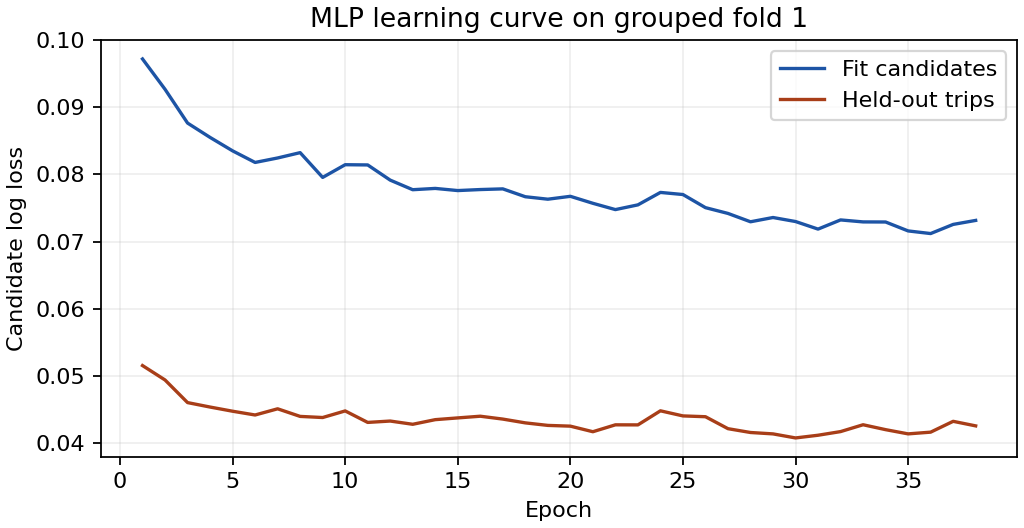 MLP learning curve on grouped fold 1
Candidate log loss
0.10
0.09
0.08
0.07
0.06
0.05
0.04
Fit candidates
Held-out trips
0 5 10 15 20 25 30 35
Epoch